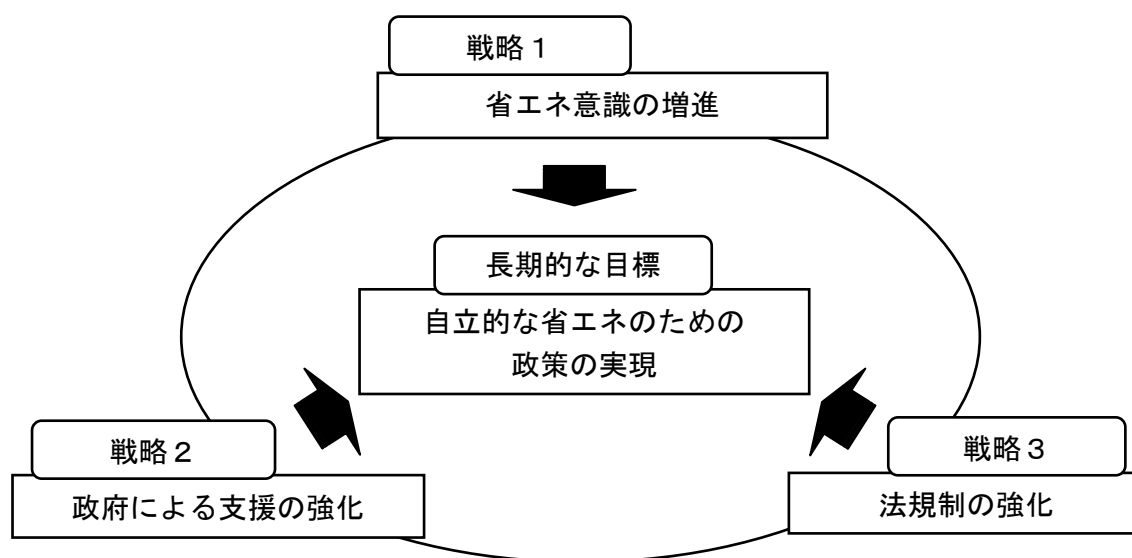 戦略１
省エネ意識の増進
長期的な目標
自立的な省エネのための
政策の実現
戦略２
政府による支援の強化
戦略３
法規制の強化